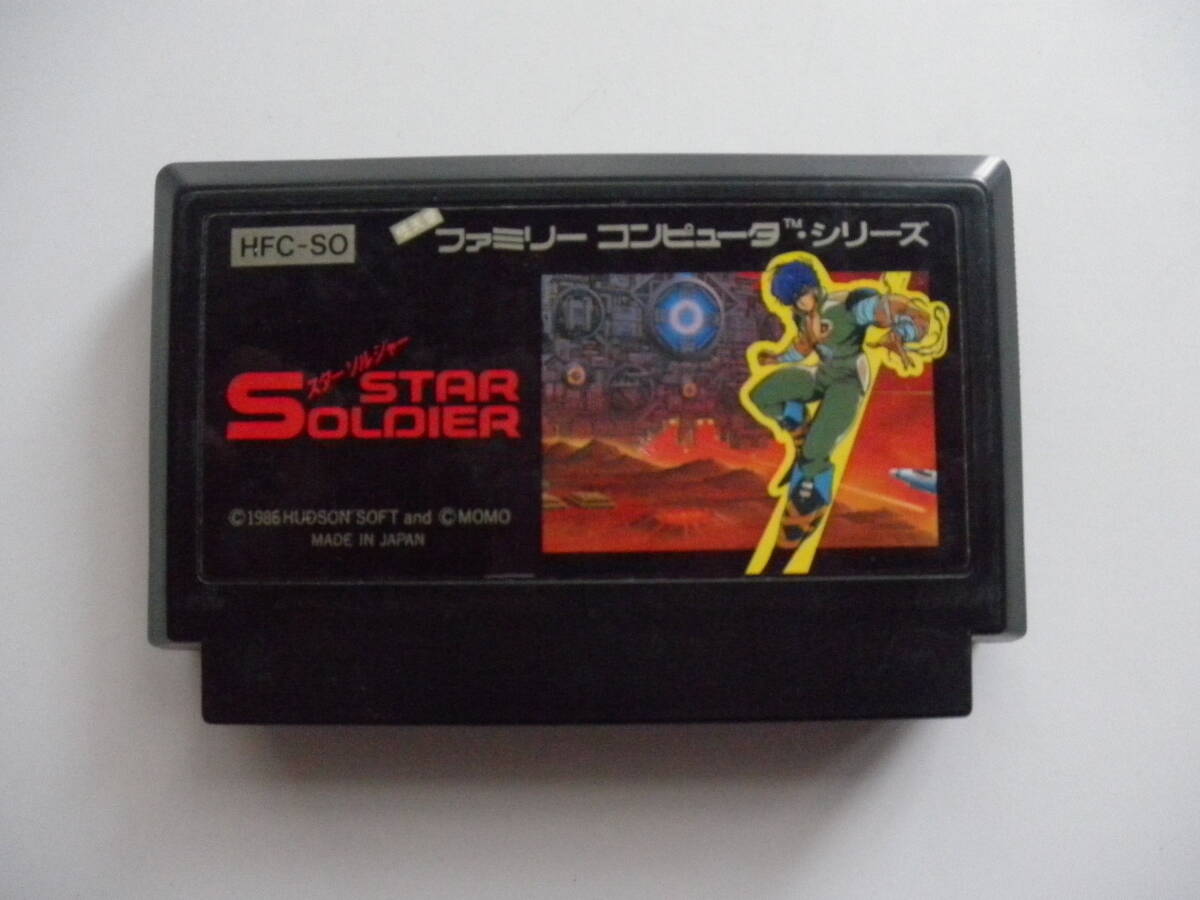 HFC-SO
ファミリー コンピュータ™・シリーズ
スターソルジャー
STAR
SOLDIER
©1986 HUDSON SOFT and ©MOMO
MADE IN JAPAN